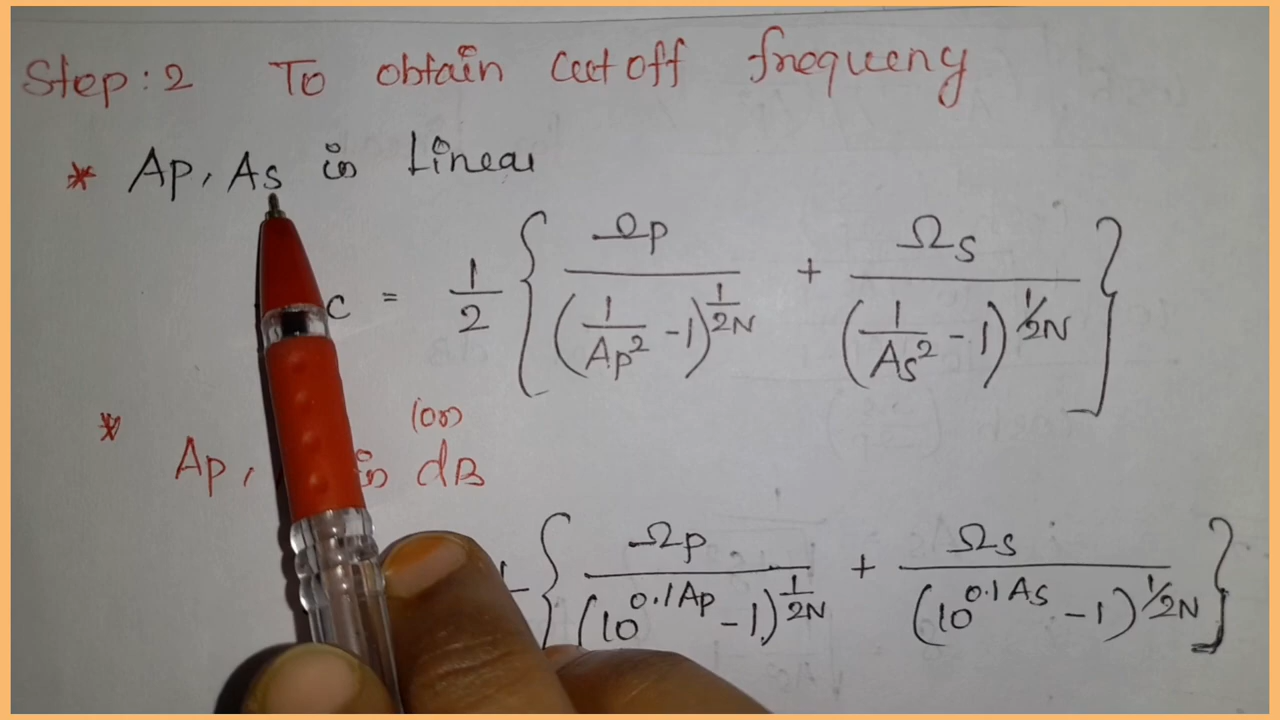 Step:2 To obtain cut off frequency
* Ap, As in Linear
c = 1/2 { Ωp / (1/Ap² - 1)^1/2N + Ωs / (1/As² - 1)^1/2N }
* (or)
Ap, in dB
{ Ωp / (10^0.1Ap - 1)^1/2N + Ωs / (10^0.1As - 1)^1/2N }